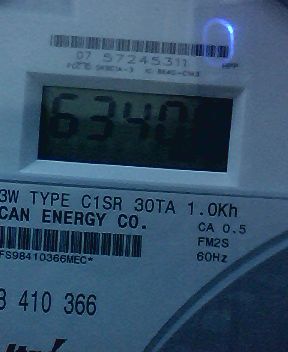 07 57245311
6340
3W TYPE C1SR 30TA 1.0Kh
CAN ENERGY CO.
CA 0.5
FM2S
60Hz
FS98410366MEC*
3 410 366